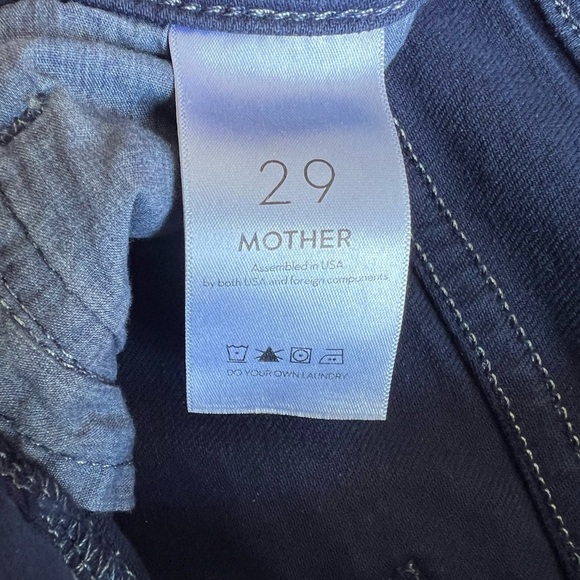 29
MOTHER
Assembled in USA
by both USA and foreign components
DO YOUR OWN LAUNDRY